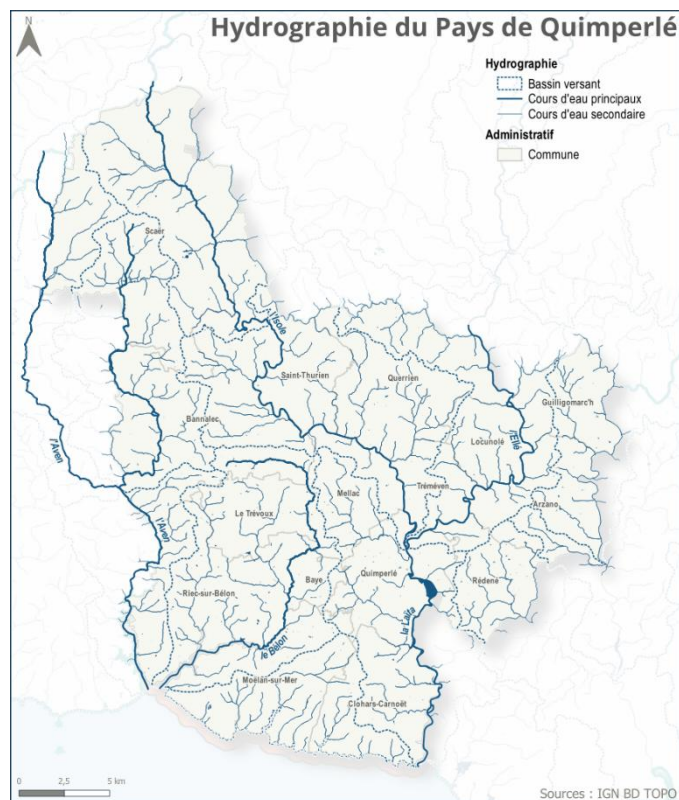 Hydrographie du Pays de Quimperlé
N
Hydrographie
Bassin versant
Cours d'eau principaux
Cours d'eau secondaire
Administratif
Commune
Scaër
l'Isole
Saint-Thurien
Querrien
Guilligomarc'h
Bannalec
l'Ellé
Locunolé
l'Aven
Mellac
Tréméven
Arzano
Le Trévoux
l'Aven
Baye
Quimperlé
Rédené
Riec-sur-Bélon
la Laïta
le Bélon
Moëlan-sur-Mer
Clohars-Carnoët
0 2,5 5 km
Sources : IGN BD TOPO